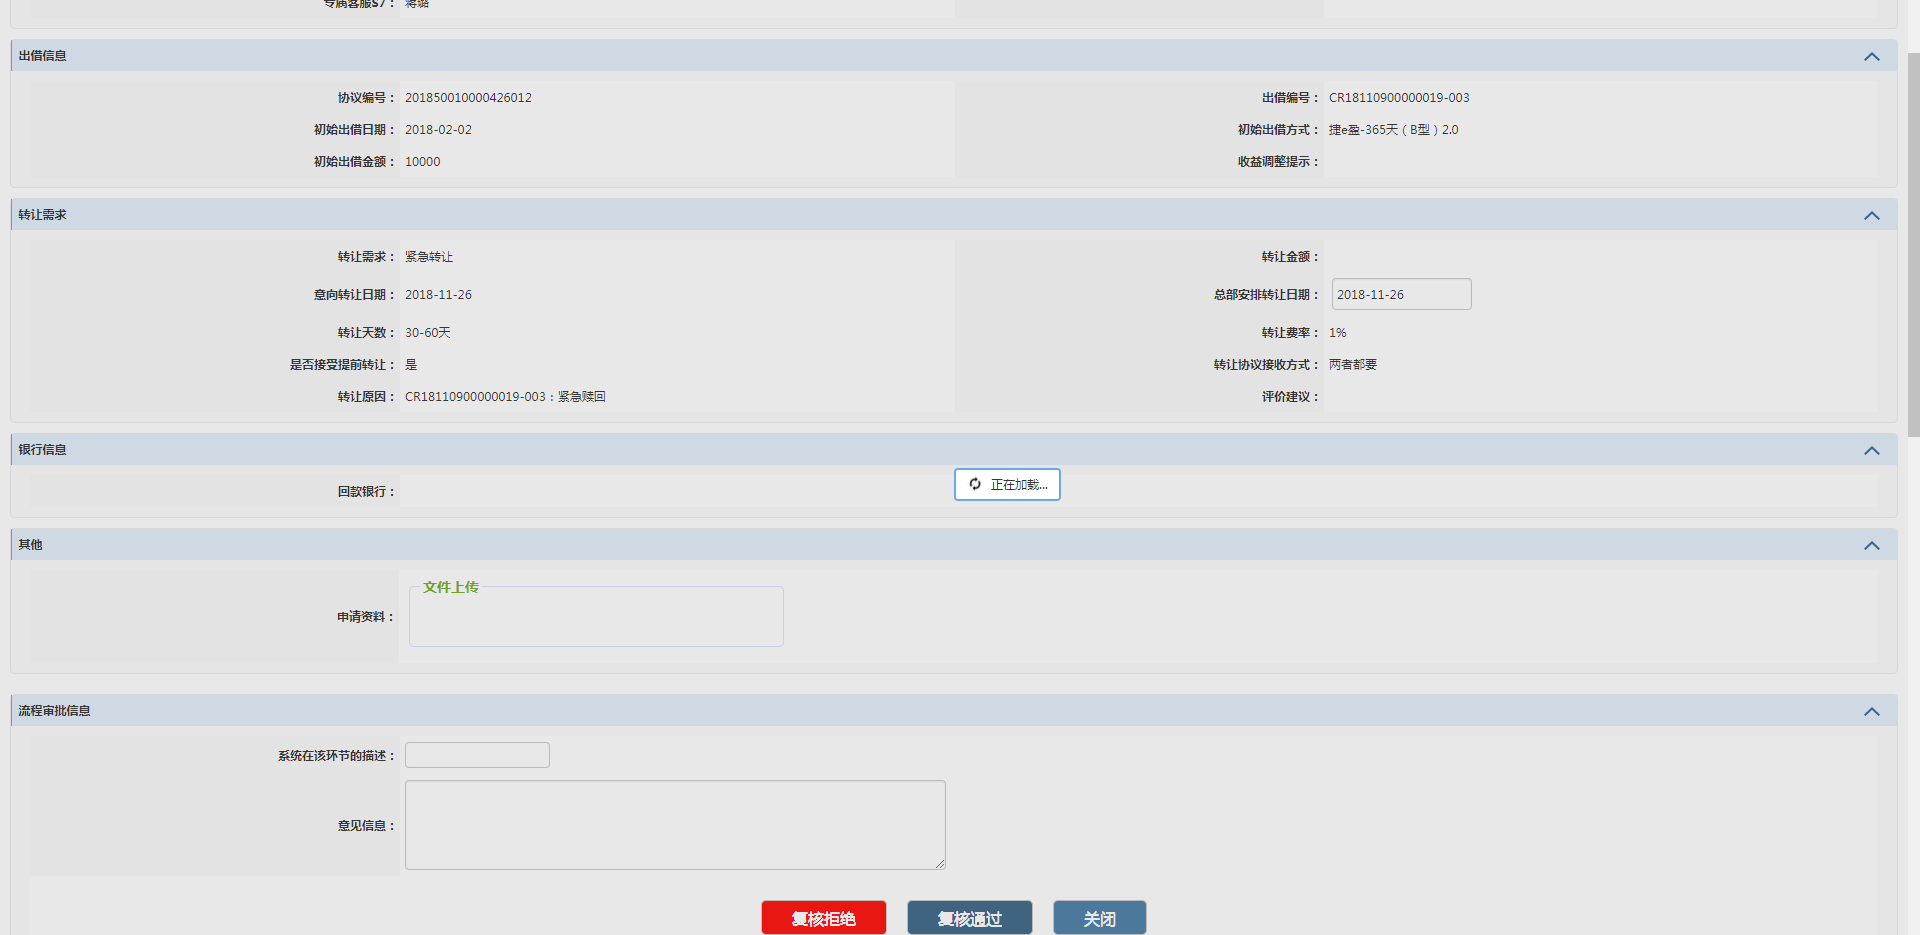 专属客服S7： 蒋璐
出借信息
协议编号： 201850010000426012 出借编号： CR18110900000019-003
初始出借日期： 2018-02-02 初始出借方式： 捷e盈-365天（B型）2.0
初始出借金额： 10000 收益调整提示：
转让需求
转让需求： 紧急转让 转让金额：
意向转让日期： 2018-11-26 总部安排转让日期： 2018-11-26
转让天数： 30-60天 转让费率： 1%
是否接受提前转让： 是 转让协议接收方式： 两者都要
转让原因： CR18110900000019-003：紧急赎回 评价建议：
银行信息
回款银行： 正在加载...
其他
文件上传
申请资料：
流程审批信息
系统在该环节的描述：
意见信息：
复核拒绝 复核通过 关闭